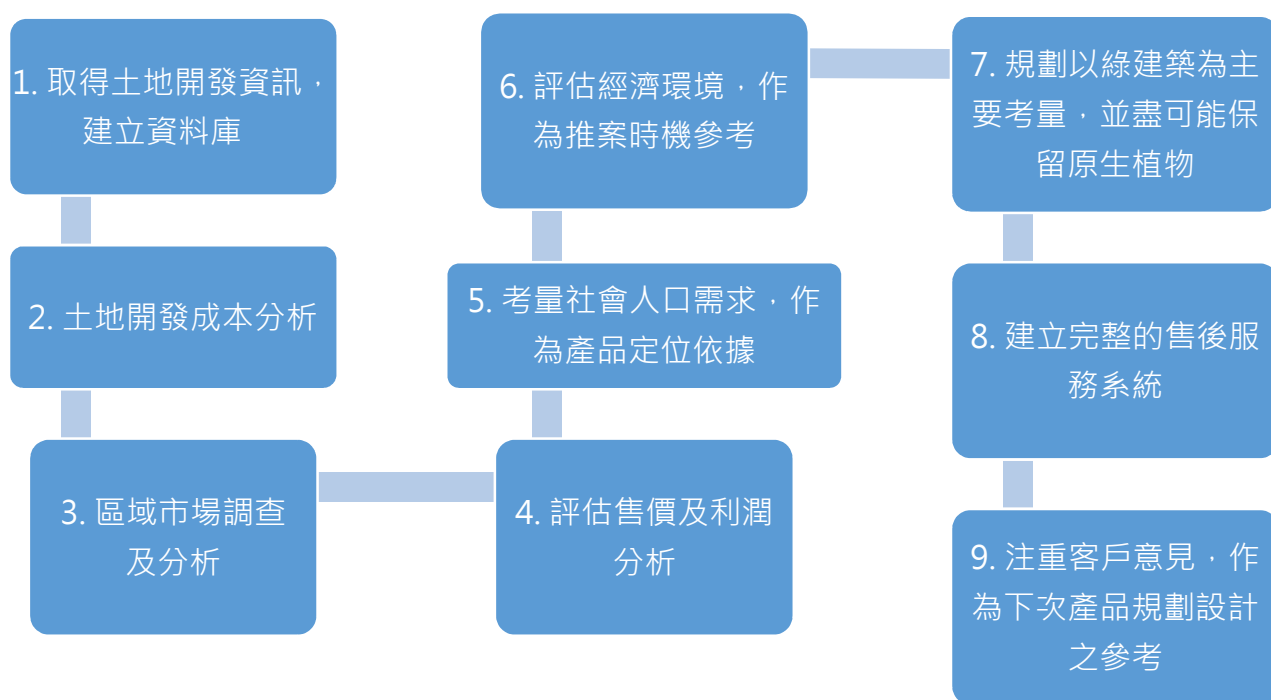 1. 取得土地開發資訊，
建立資料庫
2. 土地開發成本分析
3. 區域市場調查
及分析
4. 評估售價及利潤
分析
5. 考量社會人口需求，作
為產品定位依據
6. 評估經濟環境，作
為推案時機參考
7. 規劃以綠建築為主
要考量，並盡可能保
留原生植物
8. 建立完整的售後服
務系統
9. 注重客戶意見，作
為下次產品規劃設計
之參考